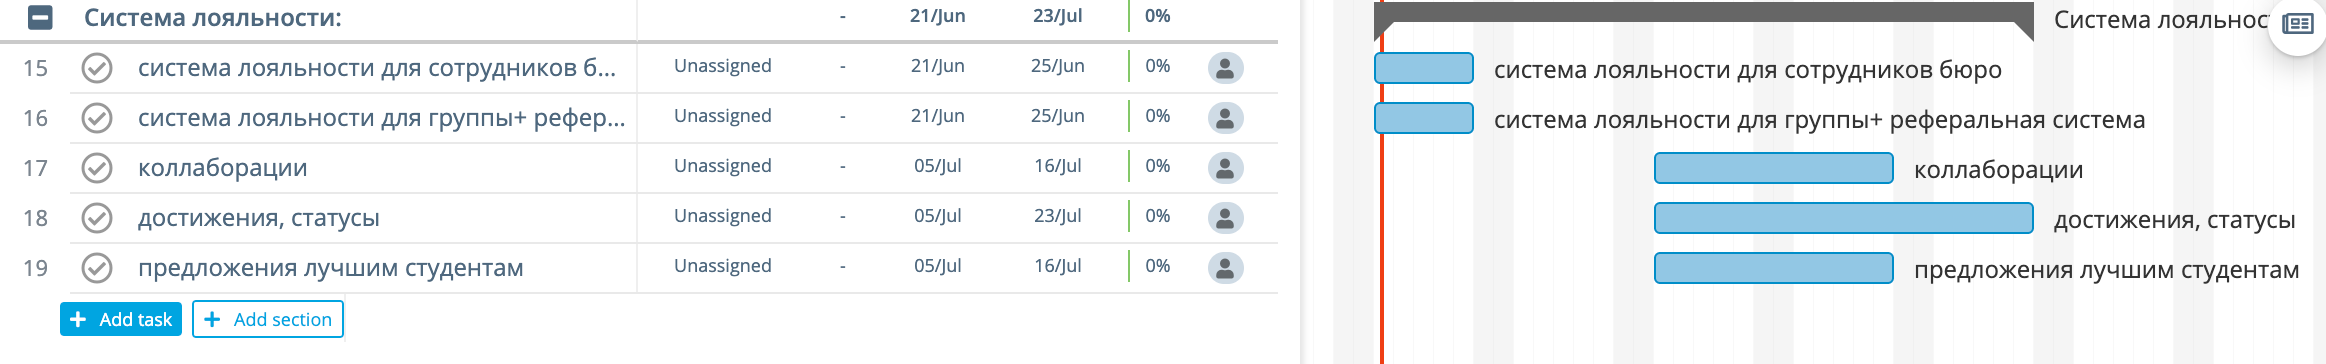 Система лояльности: - 21/Jun 23/Jul 0% Система лояльнос
15 система лояльности для сотрудников б... Unassigned - 21/Jun 25/Jun 0% система лояльности для сотрудников бюро
16 система лояльности для группы+ рефер... Unassigned - 21/Jun 25/Jun 0% система лояльности для группы+ реферальная система
17 коллаборации Unassigned - 05/Jul 16/Jul 0% коллаборации
18 достижения, статусы Unassigned - 05/Jul 23/Jul 0% достижения, статусы
19 предложения лучшим студентам Unassigned - 05/Jul 16/Jul 0% предложения лучшим студентам
+ Add task + Add section